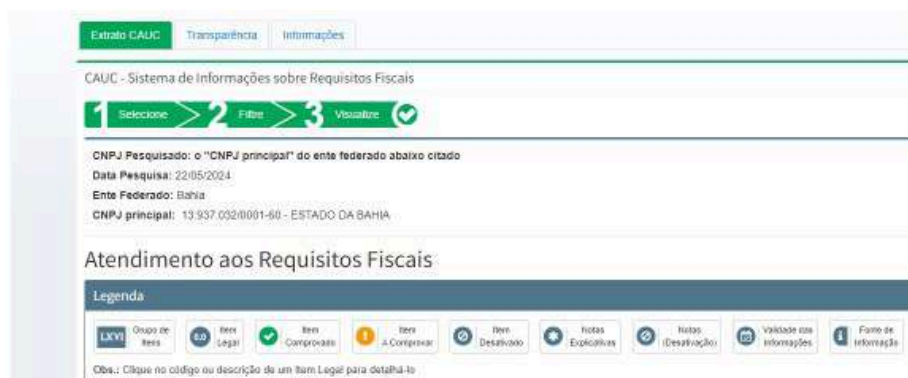 Extrato CAUC Transparência Informações
CAUC - Sistema de Informações sobre Requisitos Fiscais
1 Selecione 2 Filtre 3 Visualize
CNPJ Pesquisado: o "CNPJ principal" do ente federado abaixo citado
Data Pesquisa: 22/05/2024
Ente Federado: Bahia
CNPJ principal: 13.937.032/0001-60 - ESTADO DA BAHIA
Atendimento aos Requisitos Fiscais
Legenda
LXVI Grupo de Itens 0.0 Item Legal Item Comprovado ! Item A Comprovar Item Desativado Notas Explicativas Notas (Desativação) Validade das Informações i Fonte de Informação
Obs.: Clique no código ou descrição de um Item Legal para detalhá-lo